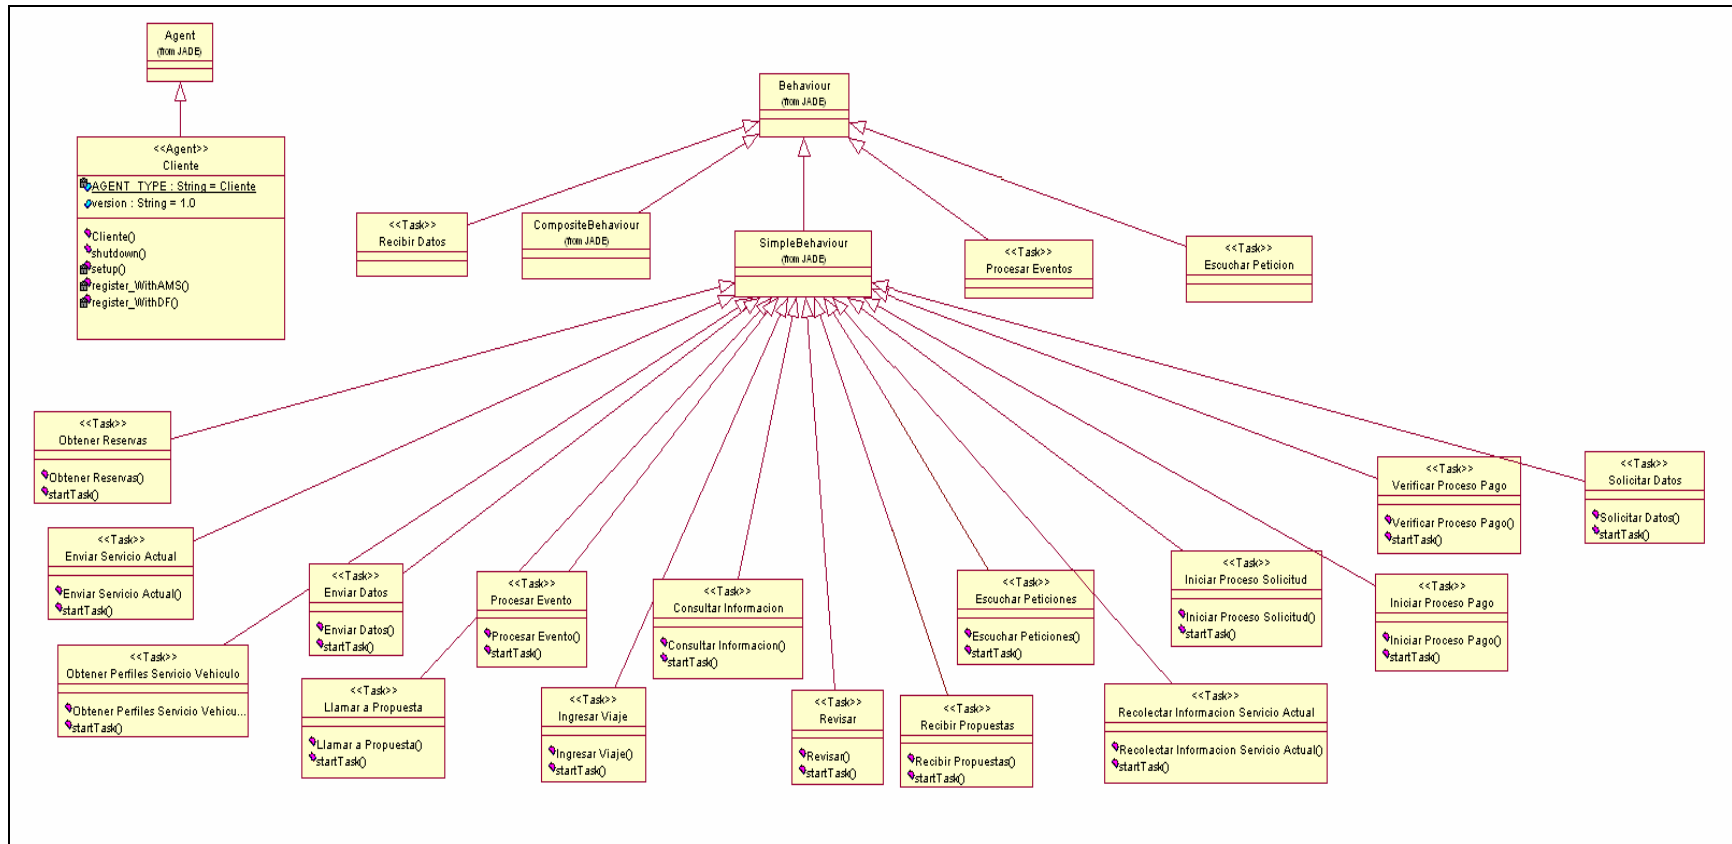 Agent
(from JADE)
<<Agent>>
Cliente
AGENT_TYPE : String = Cliente
version : String = 1.0
Cliente()
shutdown()
setup()
register_WithAMS()
register_WithDF()
Behaviour
(from JADE)
<<Task>>
Recibir Datos
CompositeBehaviour
(from JADE)
SimpleBehaviour
(from JADE)
<<Task>>
Procesar Eventos
<<Task>>
Escuchar Peticion
<<Task>>
Obtener Reservas
Obtener Reservas()
startTask()
<<Task>>
Enviar Servicio Actual
Enviar Servicio Actual()
startTask()
<<Task>>
Obtener Perfiles Servicio Vehiculo
Obtener Perfiles Servicio Vehicu...
startTask()
<<Task>>
Enviar Datos
Enviar Datos()
startTask()
<<Task>>
Llamar a Propuesta
Llamar a Propuesta()
startTask()
<<Task>>
Procesar Evento
Procesar Evento()
startTask()
<<Task>>
Ingresar Viaje
Ingresar Viaje()
startTask()
<<Task>>
Consultar Informacion
Consultar Informacion()
startTask()
<<Task>>
Revisar
Revisar()
startTask()
<<Task>>
Recibir Propuestas
Recibir Propuestas()
startTask()
<<Task>>
Escuchar Peticiones
Escuchar Peticiones()
startTask()
<<Task>>
Recolectar Informacion Servicio Actual
Recolectar Informacion Servicio Actual()
startTask()
<<Task>>
Iniciar Proceso Solicitud
Iniciar Proceso Solicitud()
startTask()
<<Task>>
Verificar Proceso Pago
Verificar Proceso Pago()
startTask()
<<Task>>
Iniciar Proceso Pago
Iniciar Proceso Pago()
startTask()
<<Task>>
Solicitar Datos
Solicitar Datos()
startTask()